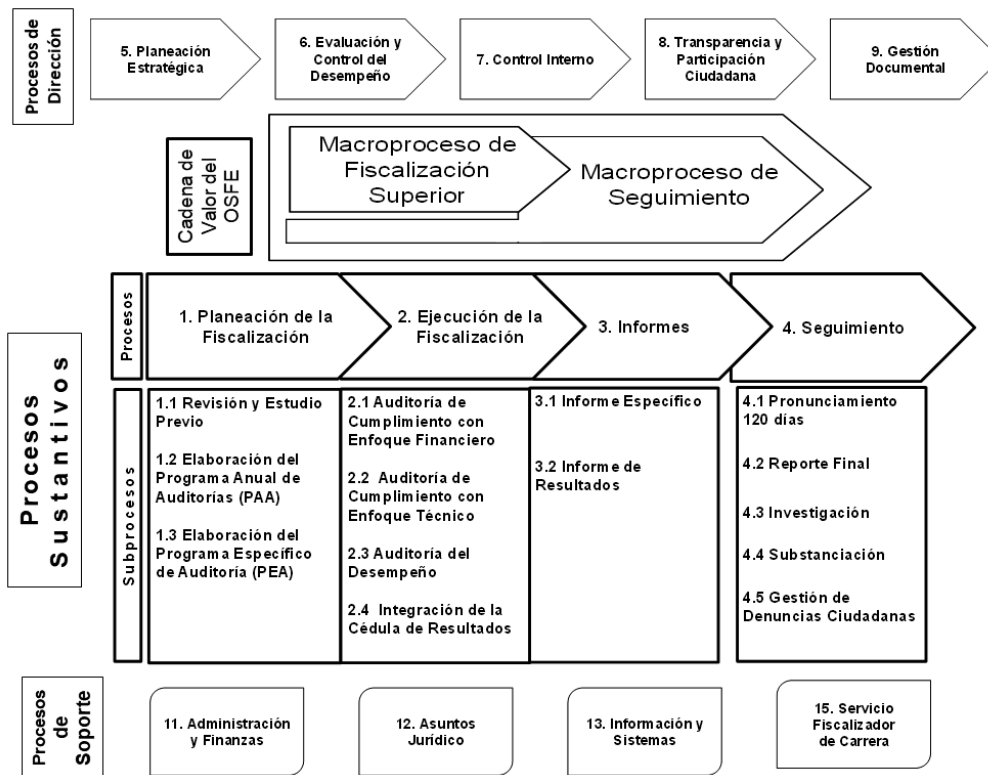 Procesos de
Dirección
5. Planeación
Estratégica
6. Evaluación y
Control del
Desempeño
7. Control Interno
8. Transparencia y
Participación
Ciudadana
9. Gestión
Documental
Cadena de
Valor del
OSFE
Macroproceso de
Fiscalización
Superior
Macroproceso de
Seguimiento
Procesos
Sustantivos
Procesos
1. Planeación de la
Fiscalización
2. Ejecución de la
Fiscalización
3. Informes
4. Seguimiento
Subprocesos
1.1 Revisión y Estudio
Previo
1.2 Elaboración del
Programa Anual de
Auditorías (PAA)
1.3 Elaboración del
Programa Específico
de Auditoría (PEA)
2.1 Auditoría de
Cumplimiento con
Enfoque Financiero
2.2 Auditoría de
Cumplimiento con
Enfoque Técnico
2.3 Auditoría del
Desempeño
2.4 Integración de la
Cédula de Resultados
3.1 Informe Específico
3.2 Informe de
Resultados
4.1 Pronunciamiento
120 días
4.2 Reporte Final
4.3 Investigación
4.4 Substanciación
4.5 Gestión de
Denuncias Ciudadanas
Procesos
de
Soporte
11. Administración
y Finanzas
12. Asuntos
Jurídico
13. Información y
Sistemas
15. Servicio
Fiscalizador
de Carrera